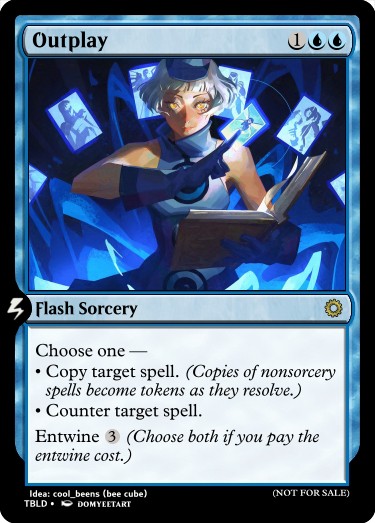 Outplay 1
Flash Sorcery
Choose one —
• Copy target spell. (Copies of nonsorcery
spells become tokens as they resolve.)
• Counter target spell.
Entwine 3 (Choose both if you pay the
entwine cost.)
Idea: cool_beens (bee cube)
(NOT FOR SALE)
TBLD • DOMYEETART